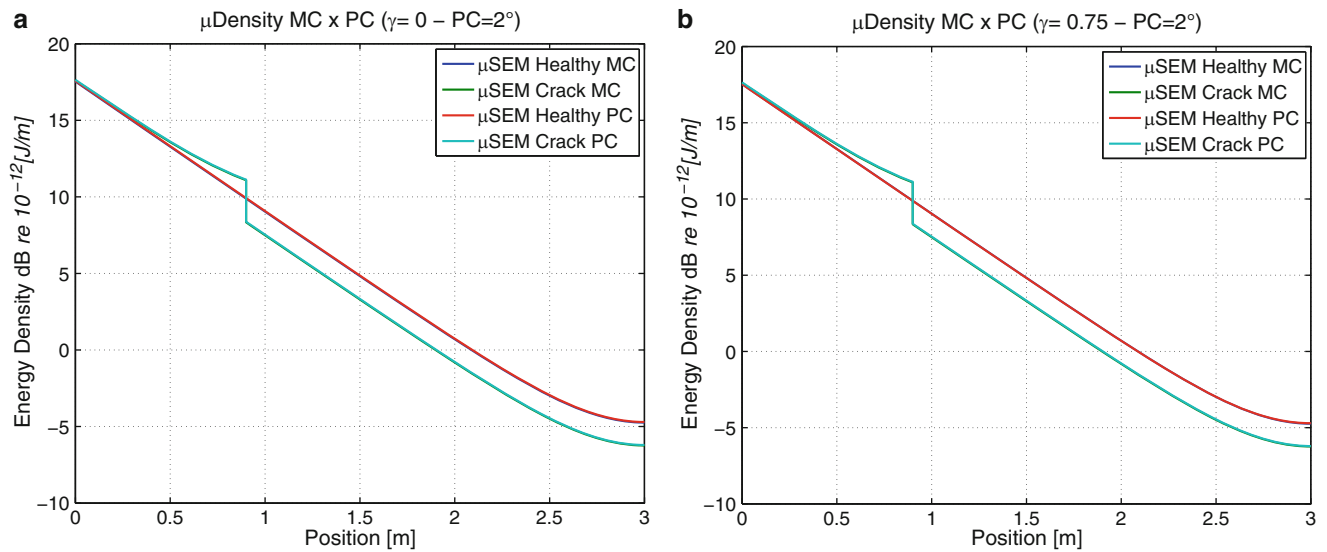 a
μDensity MC x PC (γ= 0 − PC=2°)
20
15
10
5
0
−5
−10
Energy Density dB re 10⁻¹²[J/m]
μSEM Healthy MC
μSEM Crack MC
μSEM Healthy PC
μSEM Crack PC
0 0.5 1 1.5 2 2.5 3
Position [m]
b
μDensity MC x PC (γ= 0.75 − PC=2°)
20
15
10
5
0
−5
−10
Energy Density dB re 10⁻¹²[J/m]
μSEM Healthy MC
μSEM Crack MC
μSEM Healthy PC
μSEM Crack PC
0 0.5 1 1.5 2 2.5 3
Position [m]